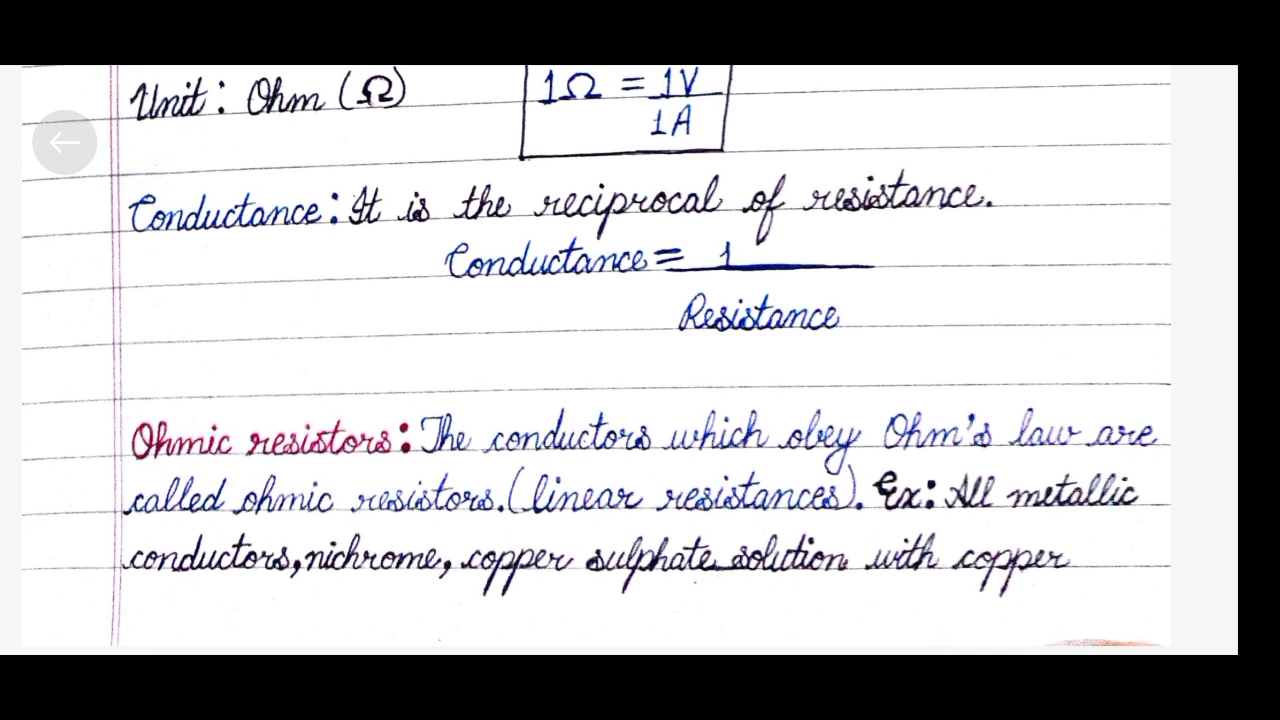 Unit: Ohm (Ω) 1Ω = 1V
1A
Conductance: It is the reciprocal of resistance.
Conductance = 1
Resistance
Ohmic resistors: The conductors which obey Ohm's law are
called ohmic resistors. (linear resistances). Ex: All metallic
conductors, nichrome, copper sulphate solution with copper